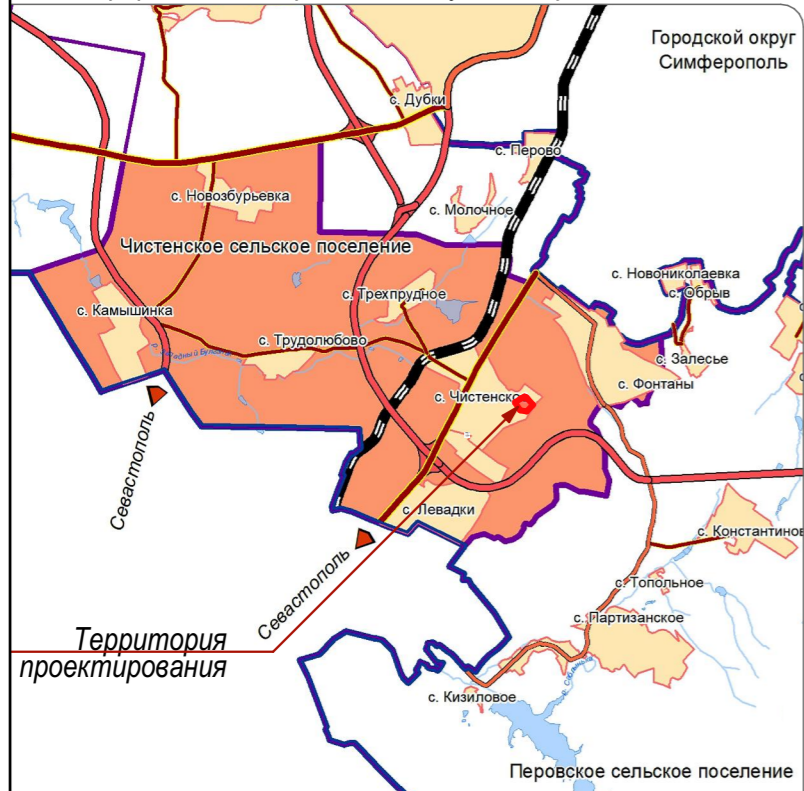 Городской округ
Симферополь
с. Дубки
с. Перово
с. Новозбурьевка
с. Молочное
Чистенское сельское поселение
с. Новониколаевка
с. Обрыв
с. Трехпрудное
с. Камышинка
с. Трудолюбово
с. Залесье
с. Фонтаны
с. Чистенско
Севастополь
с. Левадки
с. Константинов
Севастополь
с. Топольное
с. Партизанское
Территория
проектирования
с. Кизиловое
Перовское сельское поселение